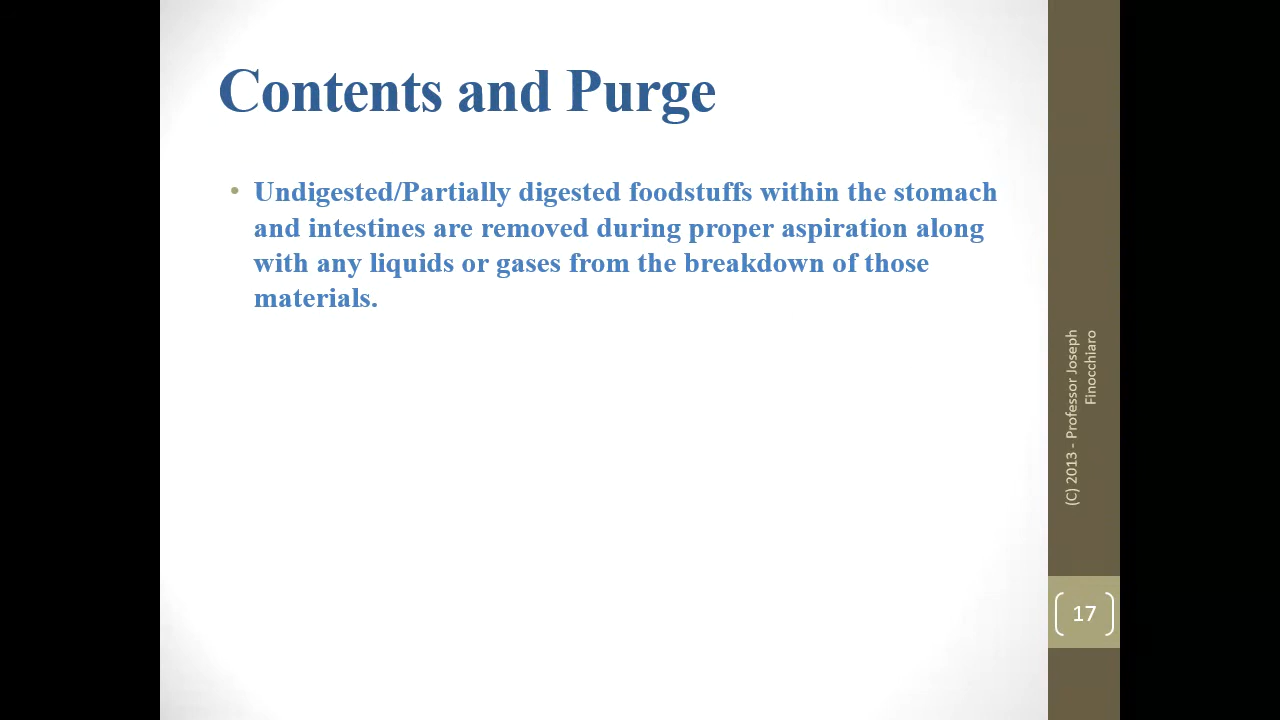 Contents and Purge
• Undigested/Partially digested foodstuffs within the stomach
and intestines are removed during proper aspiration along
with any liquids or gases from the breakdown of those
materials.
(C) 2013 - Professor Joseph
Finocchiaro
17